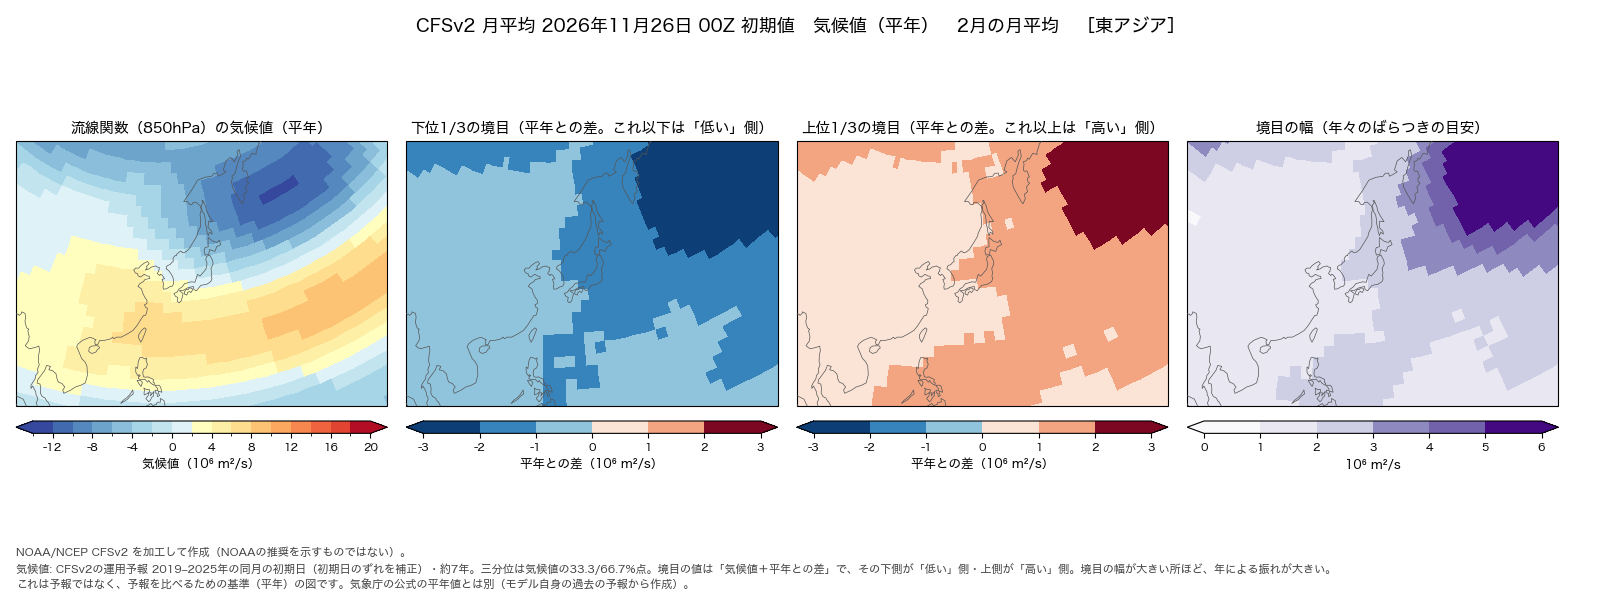 CFSv2 月平均 2026年11月26日 00Z 初期値　気候値（平年）　2月の月平均　［東アジア］
流線関数（850hPa）の気候値（平年）
下位1/3の境目（平年との差。これ以下は「低い」側）
上位1/3の境目（平年との差。これ以上は「高い」側）
境目の幅（年々のばらつきの目安）
-12 -8 -4 0 4 8 12 16 20
-3 -2 -1 0 1 2 3
-3 -2 -1 0 1 2 3
0 1 2 3 4 5 6
気候値（10⁶ m²/s）
平年との差（10⁶ m²/s）
平年との差（10⁶ m²/s）
10⁶ m²/s
NOAA/NCEP CFSv2 を加工して作成（NOAAの推奨を示すものではない）。
気候値: CFSv2の運用予報 2019–2025年の同月の初期日（初期日のずれを補正）・約7年。三分位は気候値の33.3/66.7%点。境目の値は「気候値＋平年との差」で、その下側が「低い」側・上側が「高い」側。境目の幅が大きい所ほど、年による振れが大きい。
これは予報ではなく、予報を比べるための基準（平年）の図です。気象庁の公式の平年値とは別（モデル自身の過去の予報から作成）。